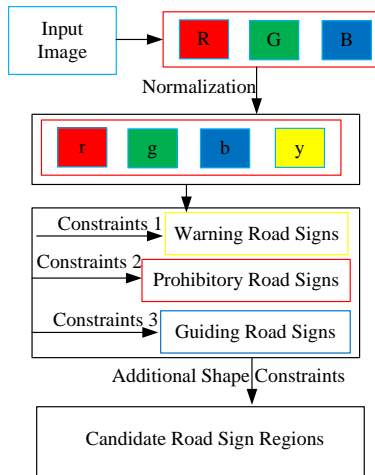 Input
Image
R G B
Normalization
r g b y
Constraints 1
Warning Road Signs
Constraints 2
Prohibitory Road Signs
Constraints 3
Guiding Road Signs
Additional Shape Constraints
Candidate Road Sign Regions